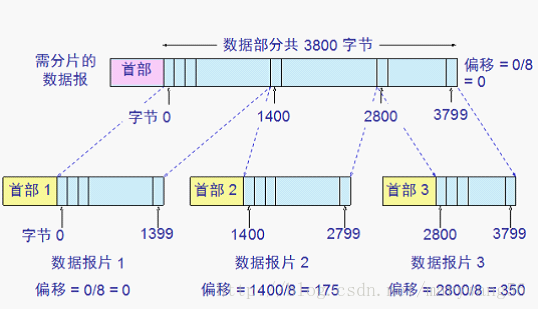 数据部分共 3800 字节
需分片的
数据报
首部
偏移 = 0/8
= 0
字节 0
1400
2800
3799
首部 1
首部 2
首部 3
字节 0
1399
1400
2799
2800
3799
数据报片 1
数据报片 2
数据报片 3
偏移 = 0/8 = 0
偏移 = 1400/8 = 175
偏移 = 2800/8 = 350